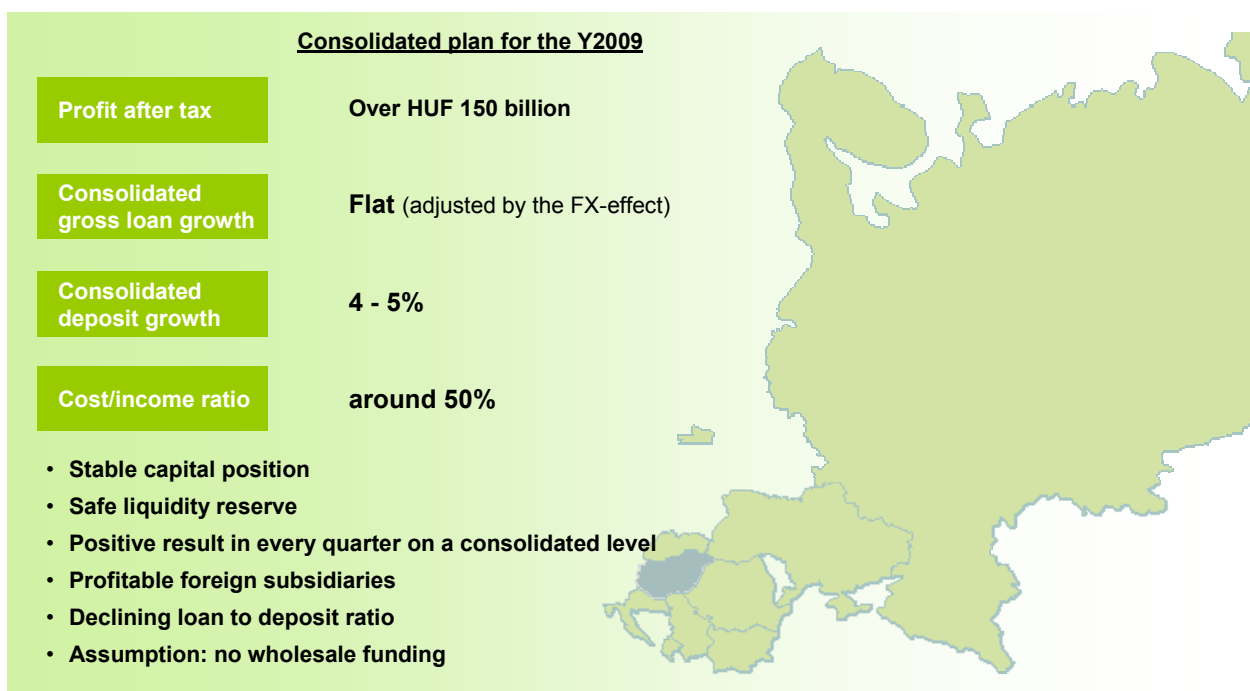 Consolidated plan for the Y2009
Profit after tax
Over HUF 150 billion
Consolidated
gross loan growth
Flat (adjusted by the FX-effect)
Consolidated
deposit growth
4 - 5%
Cost/income ratio
around 50%
• Stable capital position
• Safe liquidity reserve
• Positive result in every quarter on a consolidated level
• Profitable foreign subsidiaries
• Declining loan to deposit ratio
• Assumption: no wholesale funding